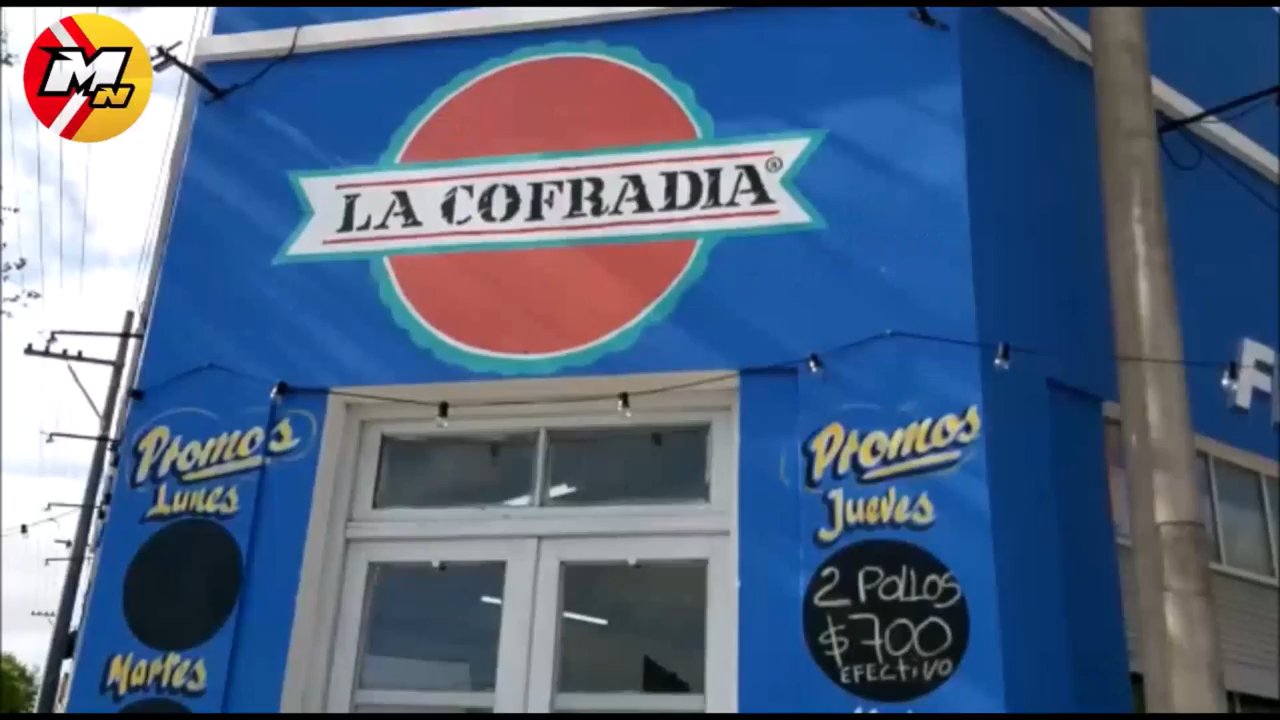 MN
LA COFRADIA®
Promos
Lunes
Martes
Promos
Jueves
2 POLLOS
$700
EFECTIVO